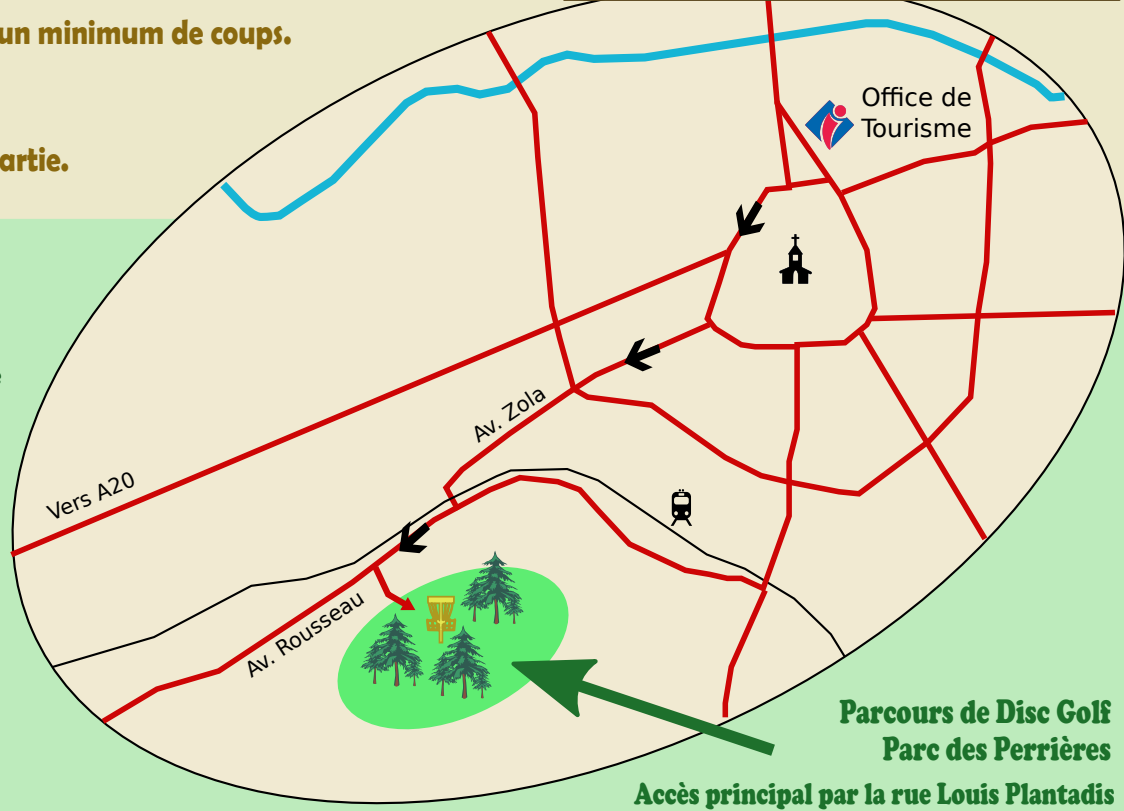 un minimum de coups.
artie.
Office de
Tourisme
Av. Zola
Vers A20
Av. Rousseau
Parcours de Disc Golf
Parc des Perrières
Accès principal par la rue Louis Plantadis